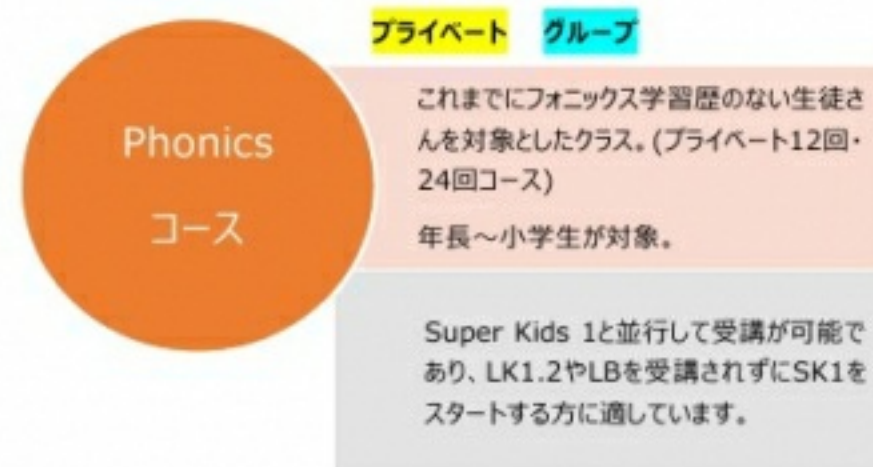 プライベート グループ
Phonics
コース
これまでにフォニックス学習歴のない生徒さ
んを対象としたクラス。(プライベート12回・
24回コース)
年長～小学生が対象。
Super Kids 1と並行して受講が可能で
あり、LK1.2やLBを受講されずにSK1を
スタートする方に適しています。